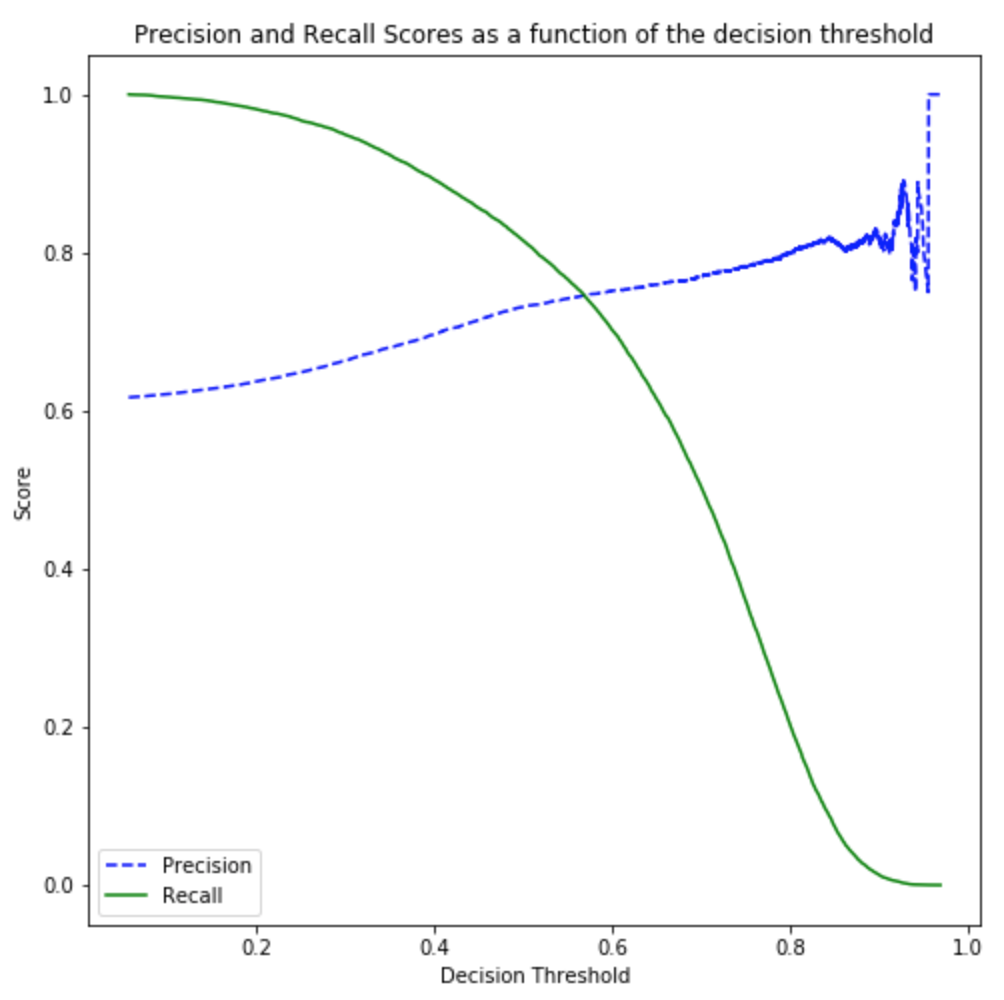 Precision and Recall Scores as a function of the decision threshold
1.0
0.8
0.6
0.4
0.2
0.0
Score
Precision
Recall
0.2 0.4 0.6 0.8 1.0
Decision Threshold